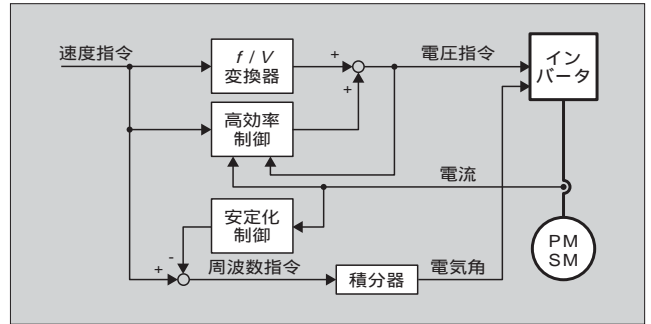 速度指令
f / V
変換器
+
+
電圧指令
イン
バータ
高効率
制御
電流
安定化
制御
-
+
周波数指令
積分器
電気角
PM
SM